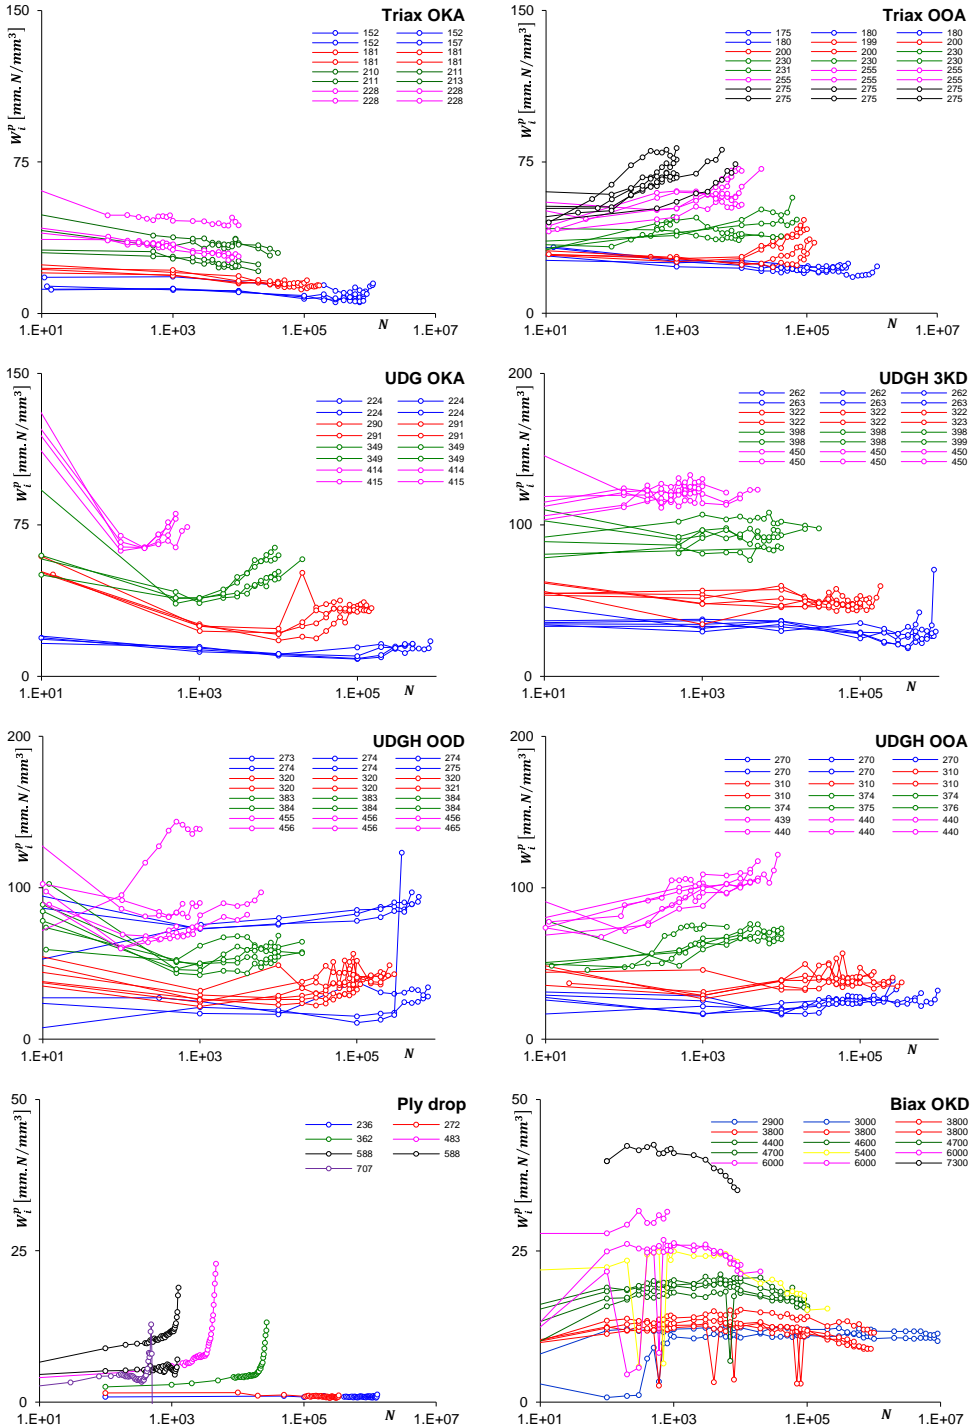 Triax OKA
W_i^p [mm.N/mm³]
150
75
0
152 152
152 157
181 181
181 181
210 211
211 213
228 228
228 228
1.E+01 1.E+03 1.E+05 N 1.E+07
Triax OOA
W_i^p [mm.N/mm³]
150
75
0
175 180 180
180 199 200
200 200 230
230 230 230
231 255 255
255 255 255
275 275 275
275 275 275
1.E+01 1.E+03 1.E+05 N 1.E+07
UDG OKA
W_i^p [mm.N/mm³]
150
75
0
224 224
224 224
290 291
291 291
349 349
349 349
414 414
415 415
1.E+01 1.E+03 1.E+05 N
UDGH 3KD
W_i^p [mm.N/mm³]
200
100
0
262 262 262
263 263 263
322 322 322
322 322 323
398 398 398
398 398 399
450 450 450
450 450 450
1.E+01 1.E+03 1.E+05 N
UDGH OOD
W_i^p [mm.N/mm³]
200
100
0
273 274 274
274 274 275
320 320 320
320 320 321
383 383 384
384 384 384
455 455 456
456 456 465
1.E+01 1.E+03 1.E+05 N
UDGH OOA
W_i^p [mm.N/mm³]
200
100
0
270 270 270
270 270 310
310 310 310
310 374 374
374 375 376
439 440 440
440 440 440
1.E+01 1.E+03 1.E+05 N
Ply drop
W_i^p [mm.N/mm³]
50
25
0
236 272
362 483
588 588
707
1.E+01 1.E+03 1.E+05 N 1.E+07
Biax OKD
W_i^p [mm.N/mm³]
50
25
0
2900 3000 3800
3800 3800 3800
4400 4600 4700
4700 5400 6000
6000 6000 7300
1.E+01 1.E+03 1.E+05 N 1.E+07